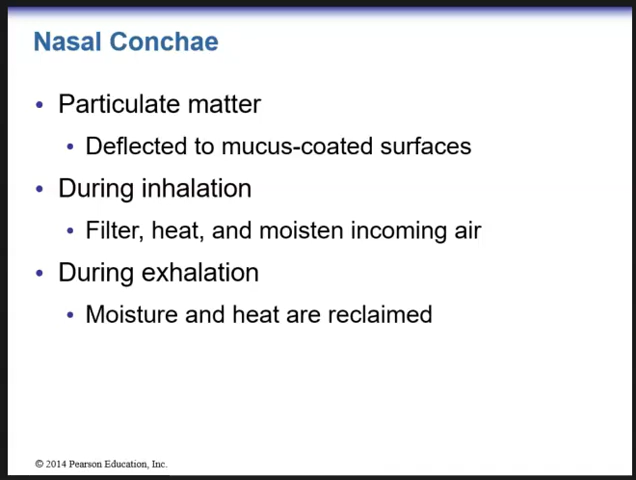 Nasal Conchae
• Particulate matter
• Deflected to mucus-coated surfaces
• During inhalation
• Filter, heat, and moisten incoming air
• During exhalation
• Moisture and heat are reclaimed
© 2014 Pearson Education, Inc.